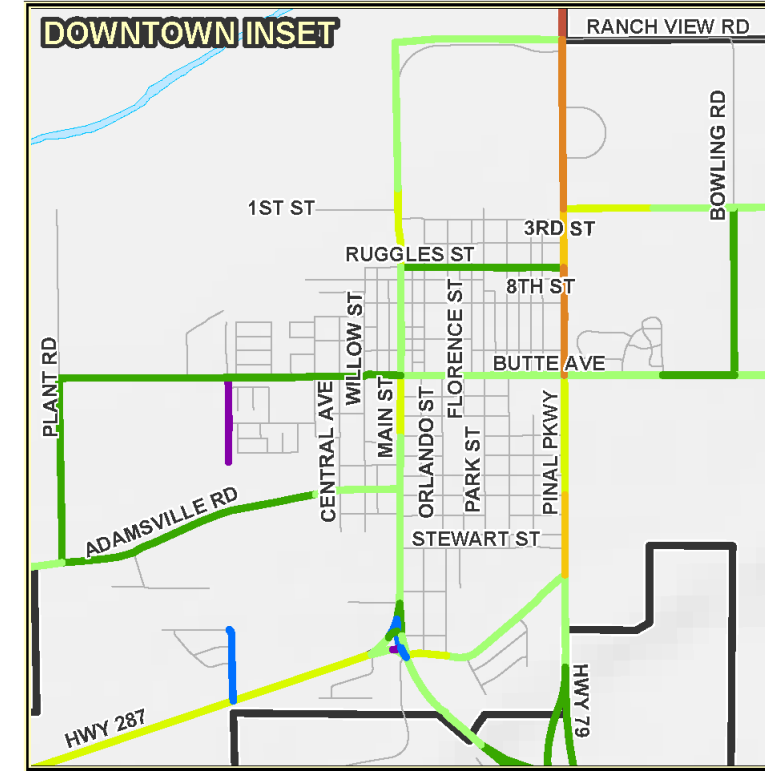 DOWNTOWN INSET
RANCH VIEW RD
BOWLING RD
1ST ST
3RD ST
RUGGLES ST
8TH ST
WILLOW ST
FLORENCE ST
PLANT RD
BUTTE AVE
CENTRAL AVE
MAIN ST
ORLANDO ST
PARK ST
PINAL PKWY
ADAMSVILLE RD
STEWART ST
HWY 79
HWY 287